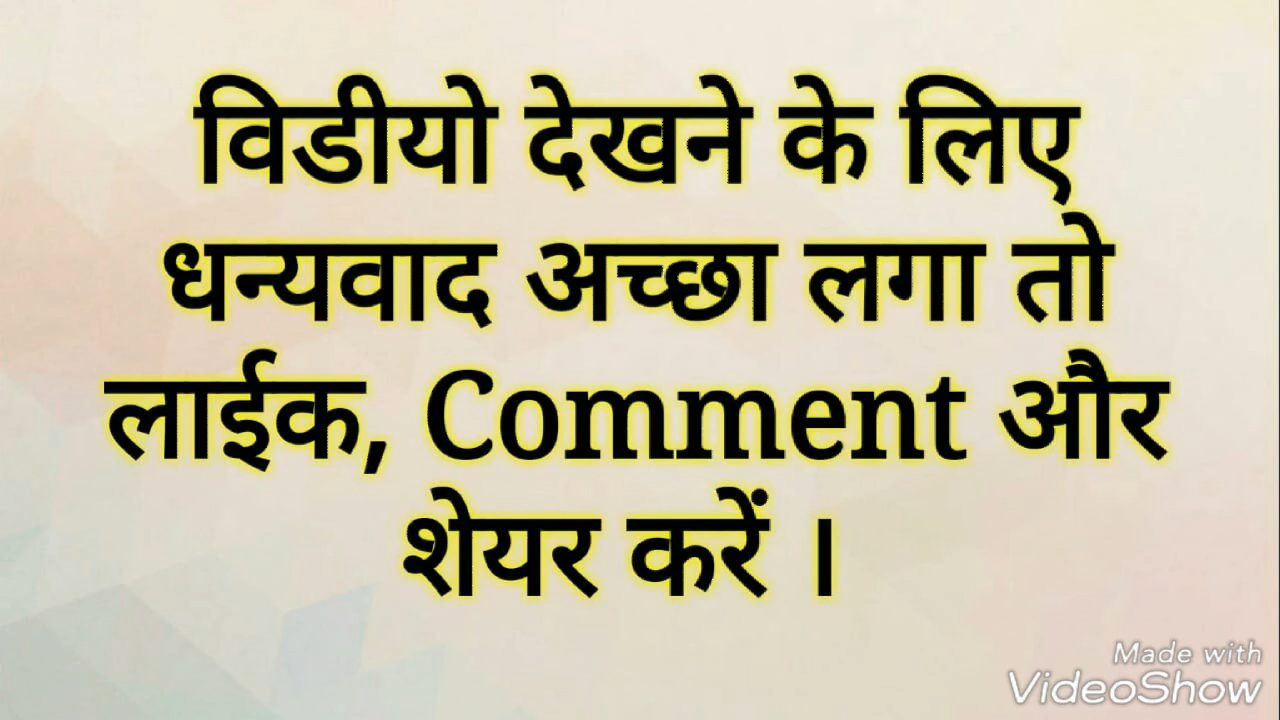 विडीयो देखने के लिए
धन्यवाद अच्छा लगा तो
लाईक, Comment और
शेयर करें ।
Made with
VideoShow